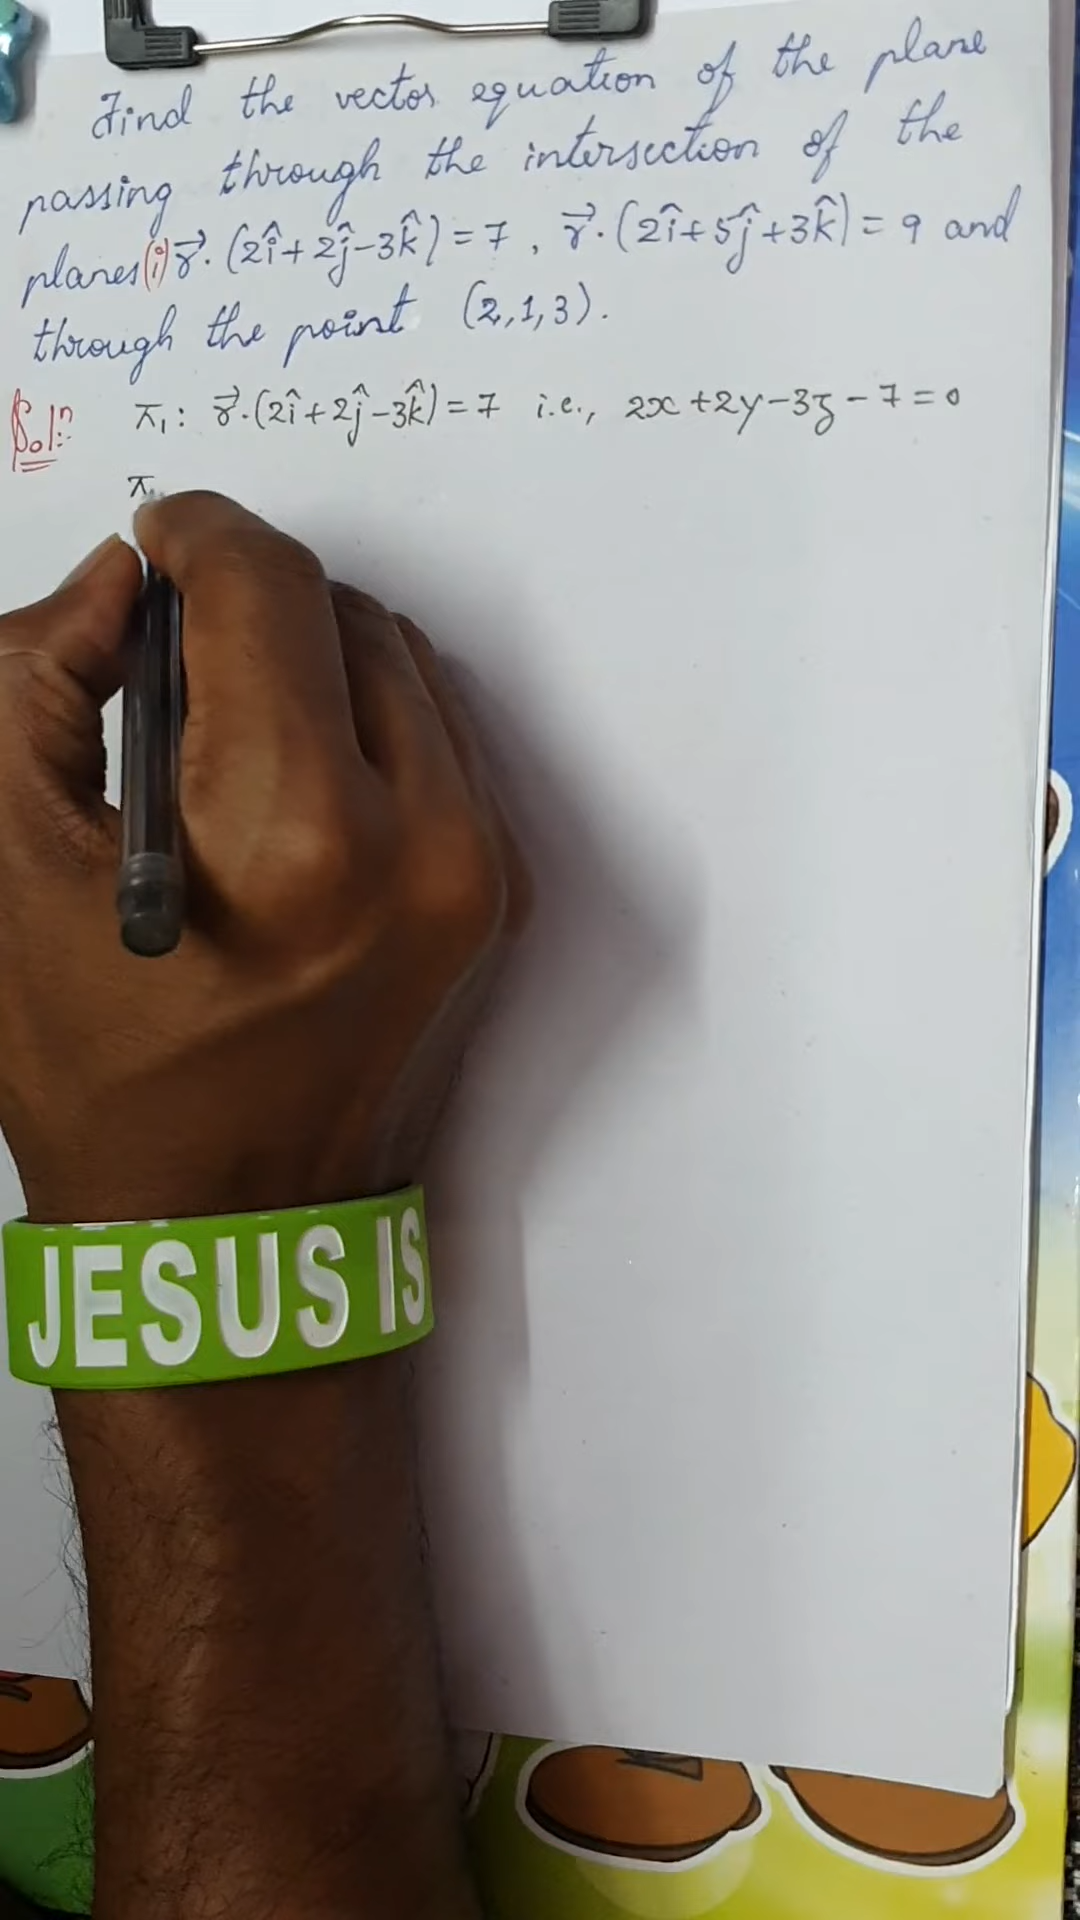 Find the vector equation of the plane
passing through the intersection of the
planes (i) r⃗.(2î+2ĵ-3k̂)=7, r⃗.(2î+5ĵ+3k̂)=9 and
through the point (2,1,3).
Solⁿ: π₁: r⃗.(2î+2ĵ-3k̂)=7 i.e., 2x+2y-3z-7=0
π
JESUS IS